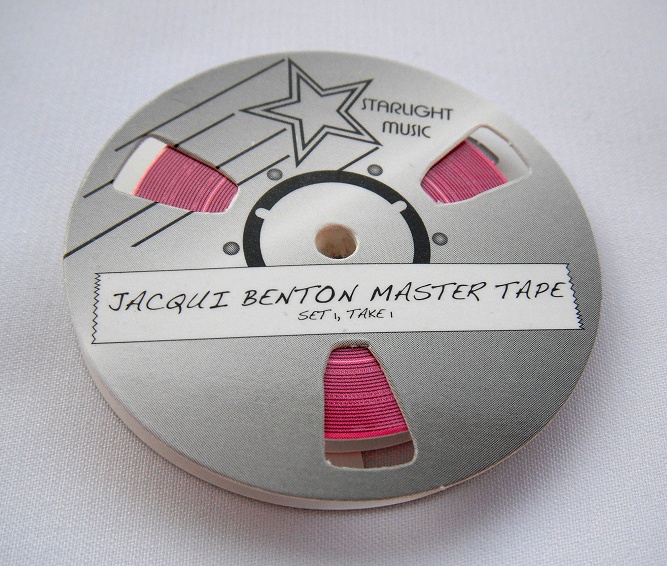 STARLIGHT
MUSIC
JACQUI BENTON MASTER TAPE
SET 1, TAKE 1